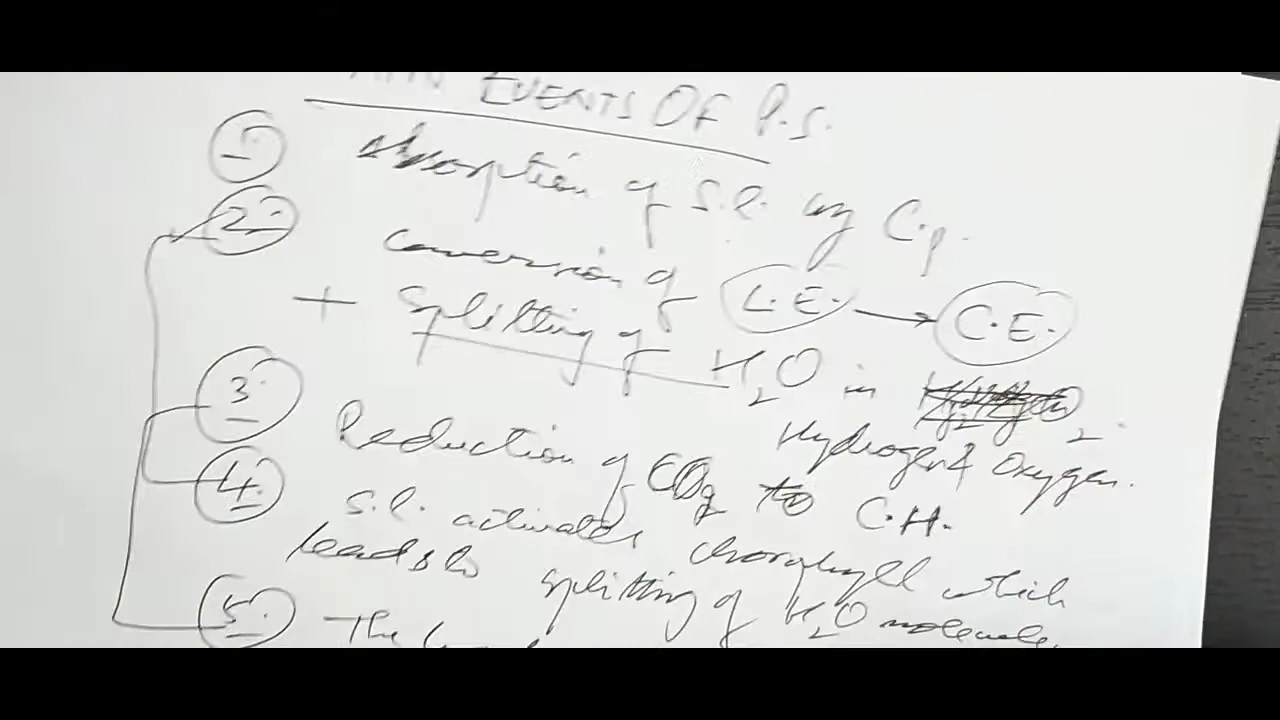 EVENTS OF P.S.
1. absorption of S.l. by C.p.
2. conversion of L.E. → C.E.
+ Splitting of H2O in
Hydrogen & Oxygen.
3. Reduction of CO2 to C.H.
4. S.l. activates chorophyll which
leads to splitting of H2O molecule
5. The